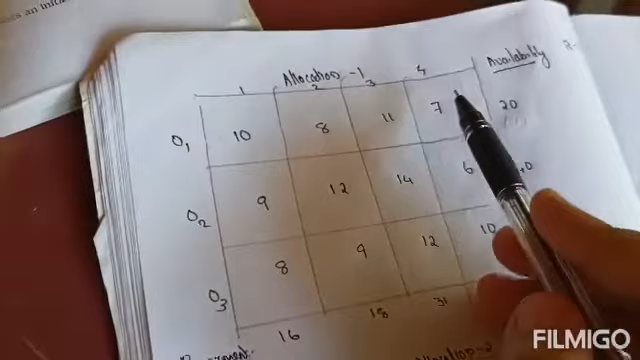 Allocation - 1
1 2 3 4 Availability
O1 10 8 11 7 20
O2 9 12 14 6
O3 8 9 12 10
16 18 31
FILMIGO